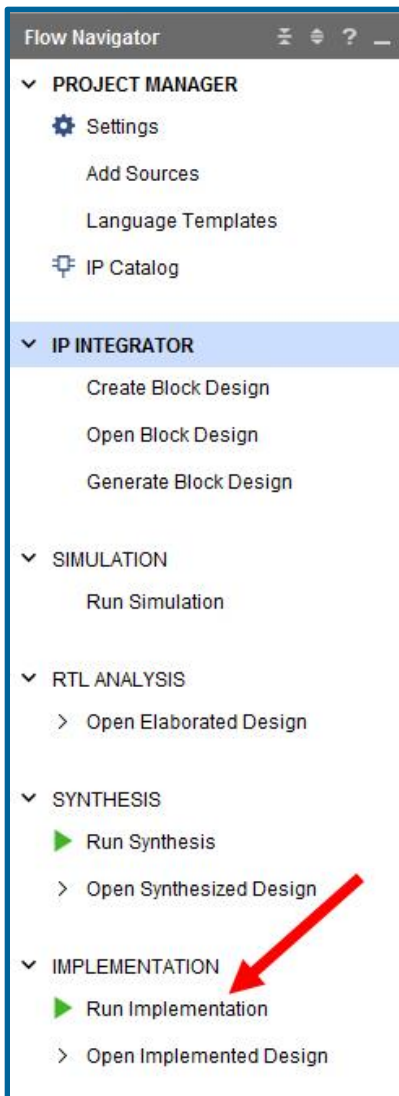 Flow Navigator ?
PROJECT MANAGER
Settings
Add Sources
Language Templates
IP Catalog
IP INTEGRATOR
Create Block Design
Open Block Design
Generate Block Design
SIMULATION
Run Simulation
RTL ANALYSIS
Open Elaborated Design
SYNTHESIS
Run Synthesis
Open Synthesized Design
IMPLEMENTATION
Run Implementation
Open Implemented Design